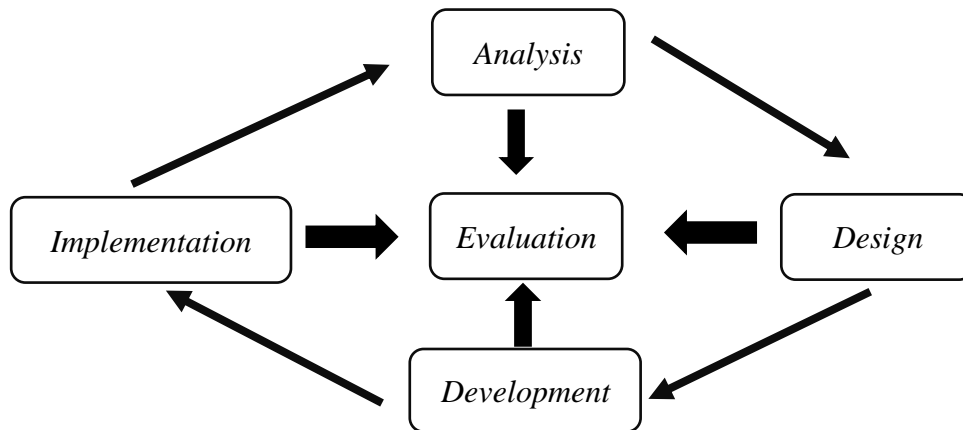 Analysis
Implementation
Evaluation
Design
Development